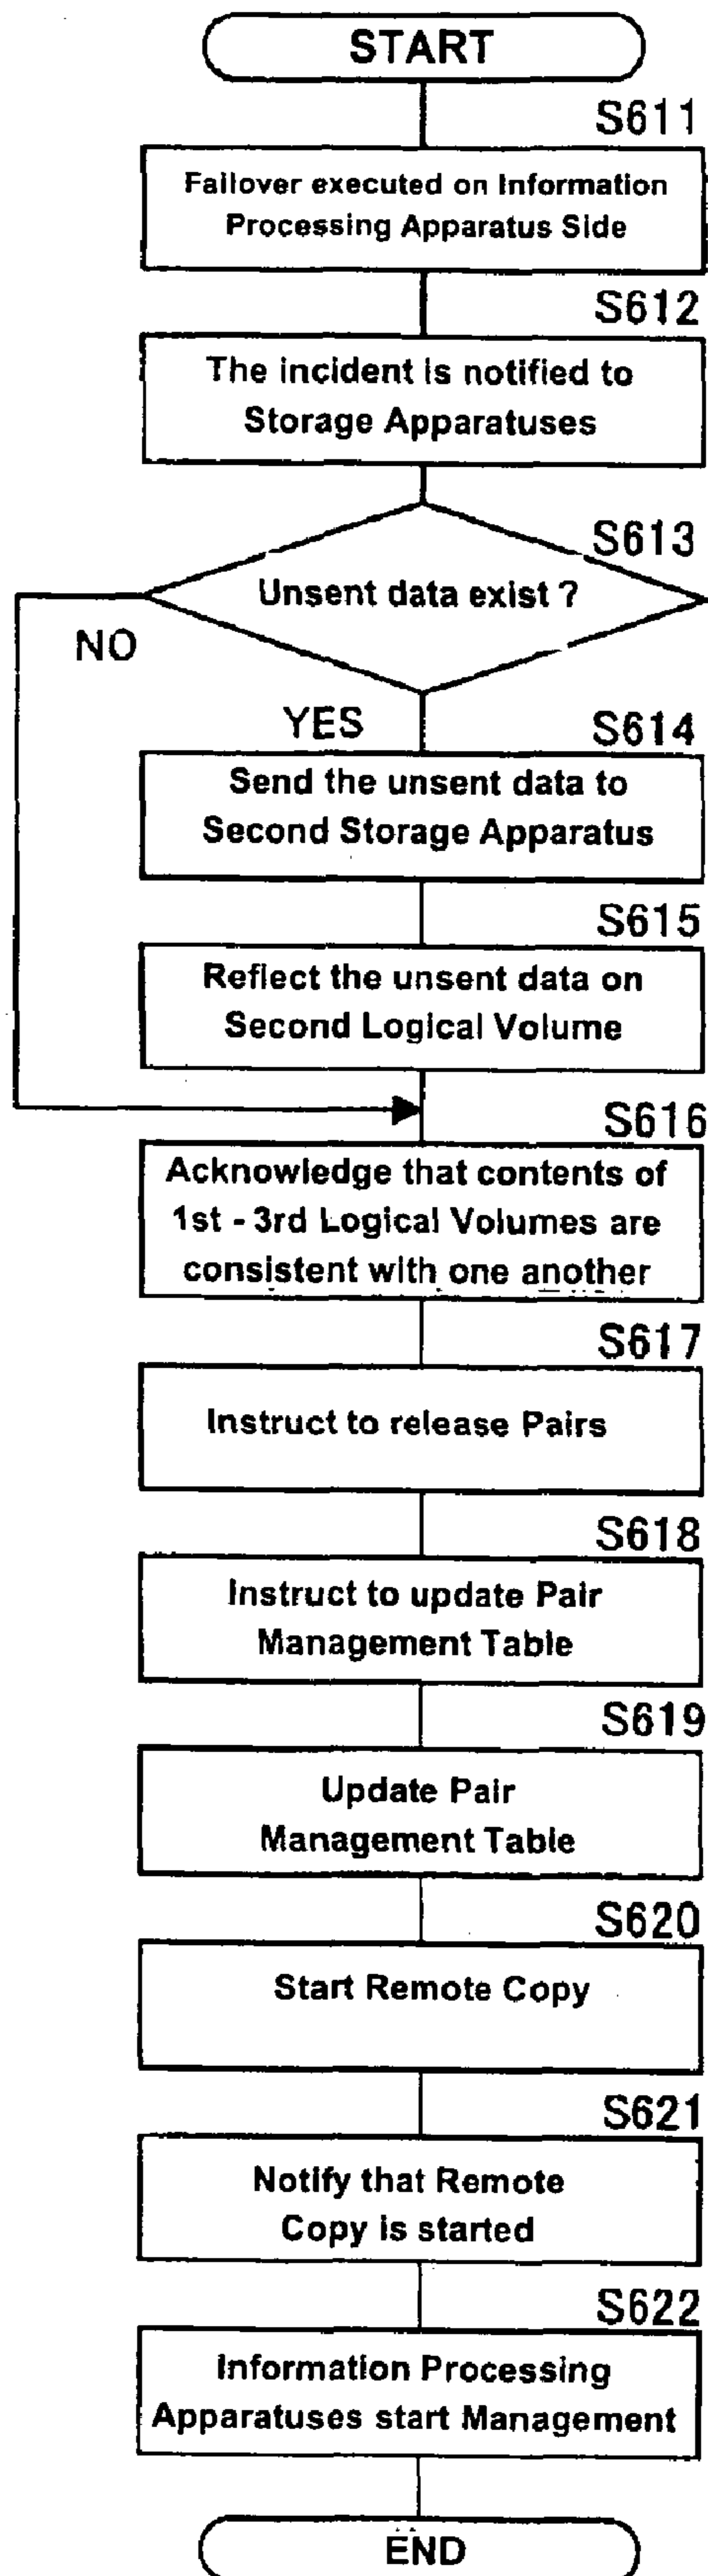 START
S611
Failover executed on Information
Processing Apparatus Side
S612
The incident is notified to
Storage Apparatuses
S613
Unsent data exist ?
NO
YES
S614
Send the unsent data to
Second Storage Apparatus
S615
Reflect the unsent data on
Second Logical Volume
S616
Acknowledge that contents of
1st - 3rd Logical Volumes are
consistent with one another
S617
Instruct to release Pairs
S618
Instruct to update Pair
Management Table
S619
Update Pair
Management Table
S620
Start Remote Copy
S621
Notify that Remote
Copy is started
S622
Information Processing
Apparatuses start Management
END